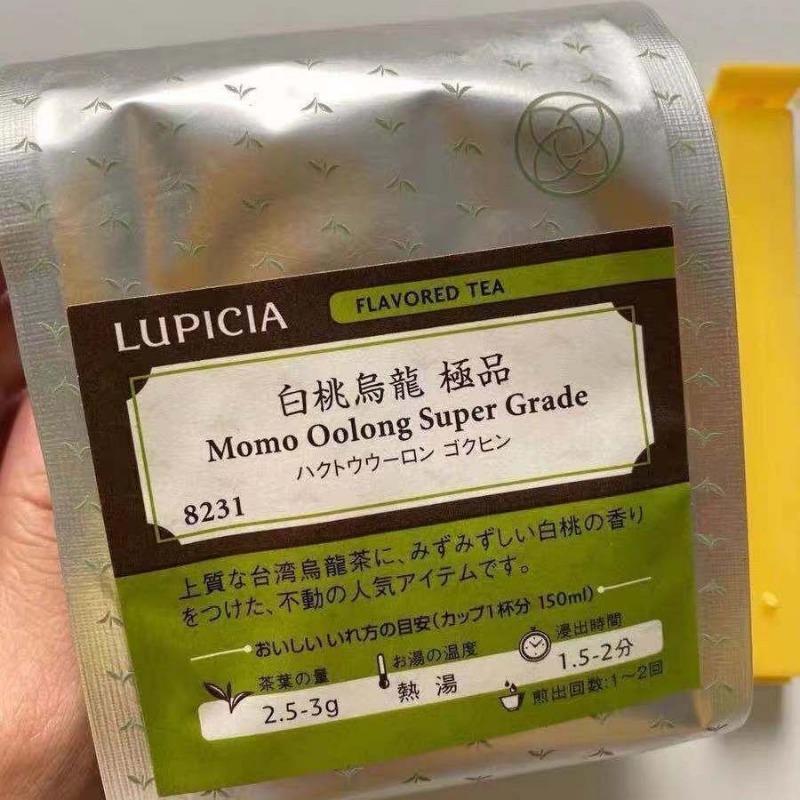 LUPICIA
FLAVORED TEA
白桃烏龍 極品
Momo Oolong Super Grade
ハクトウウーロン ゴクヒン
8231
上質な台湾烏龍茶に、みずみずしい白桃の香り
をつけた、不動の人気アイテムです。
おいしいいれ方の目安(カップ1杯分 150ml)
茶葉の量
2.5-3g
お湯の温度
熱湯
浸出時間
1.5-2分
煎出回数:1〜2回